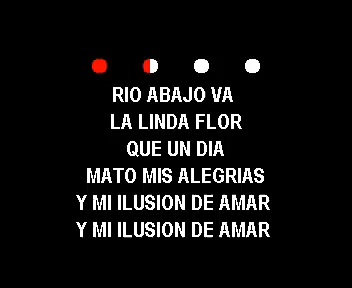 RIO ABAJO VA
LA LINDA FLOR
QUE UN DIA
MATO MIS ALEGRIAS
Y MI ILUSION DE AMAR
Y MI ILUSION DE AMAR